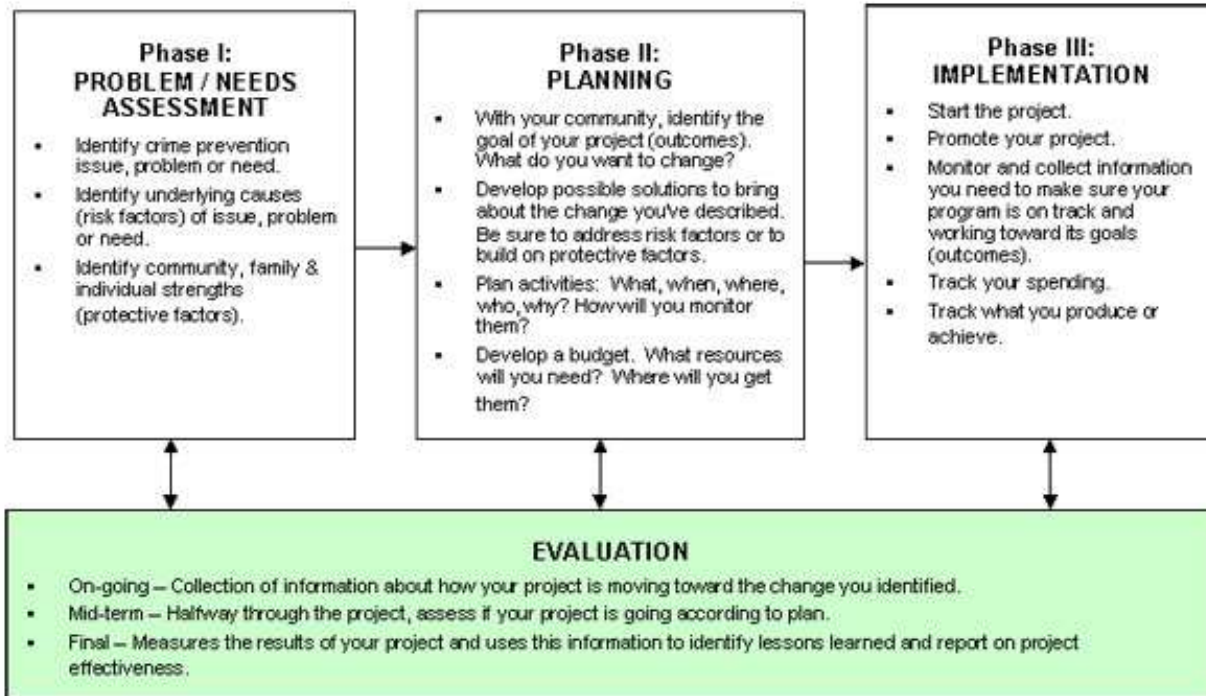 Phase I:
PROBLEM / NEEDS
ASSESSMENT
▪ Identify crime prevention
issue, problem or need.
▪ Identify underlying causes
(risk factors) of issue, problem
or need.
▪ Identify community, family &
individual strengths
(protective factors).
Phase II:
PLANNING
▪ With your community, identify the
goal of your project (outcomes).
What do you want to change?
▪ Develop possible solutions to bring
about the change you've described.
Be sure to address risk factors or to
build on protective factors.
▪ Plan activities: What, when, where,
who, why? How will you monitor
them?
▪ Develop a budget. What resources
will you need? Where will you get
them?
Phase III:
IMPLEMENTATION
▪ Start the project.
▪ Promote your project.
▪ Monitor and collect information
you need to make sure your
program is on track and
working toward its goals
(outcomes).
▪ Track your spending.
▪ Track what you produce or
achieve.
EVALUATION
▪ On-going – Collection of information about how your project is moving toward the change you identified.
▪ Mid-term – Halfway through the project, assess if your project is going according to plan.
▪ Final – Measures the results of your project and uses this information to identify lessons learned and report on project
effectiveness.